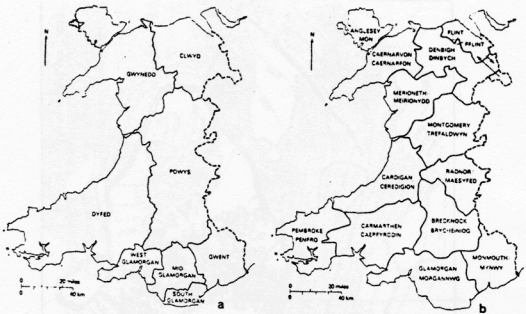 N
CLWYD
GWYNEDD
POWYS
DYFED
WEST
GLAMORGAN
MID
GLAMORGAN
SOUTH
GLAMORGAN
GWENT
0 20 miles
0 40 km
a
N
ANGLESEY
MON
CAERNARVON
CAERNARFON
DENBIGH
DINBYCH
FLINT
FFLINT
MERIONETH
MEIRIONYDD
MONTGOMERY
TREFALDWYN
CARDIGAN
CEREDIGION
RADNOR
MAESYFED
BRECKNOCK
BRYCHEINIOG
PEMBROKE
PENFRO
CARMARTHEN
CAERFYRDDIN
GLAMORGAN
MORGANNWG
MONMOUTH
MYNWY
0 20 miles
0 40 km
b